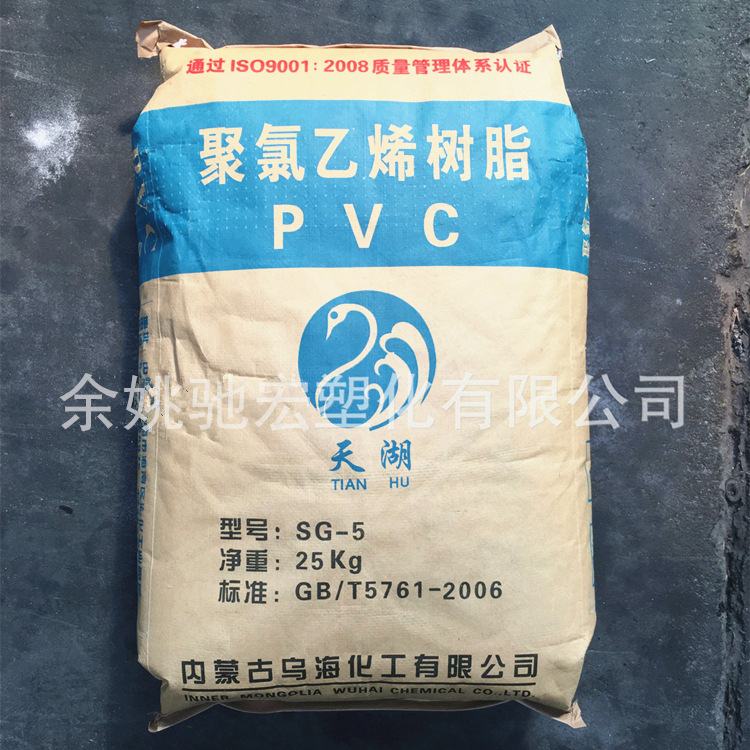 通过ISO9001:2008质量管理体系认证
聚氯乙烯树脂
PVC
余姚驰宏塑化有限公司
天湖
TIAN HU
型号: SG-5
净重: 25Kg
标准: GB/T5761-2006
内蒙古乌海化工有限公司
INNER MONGOLIA WUHAI CHEMICAL CO.,LTD.